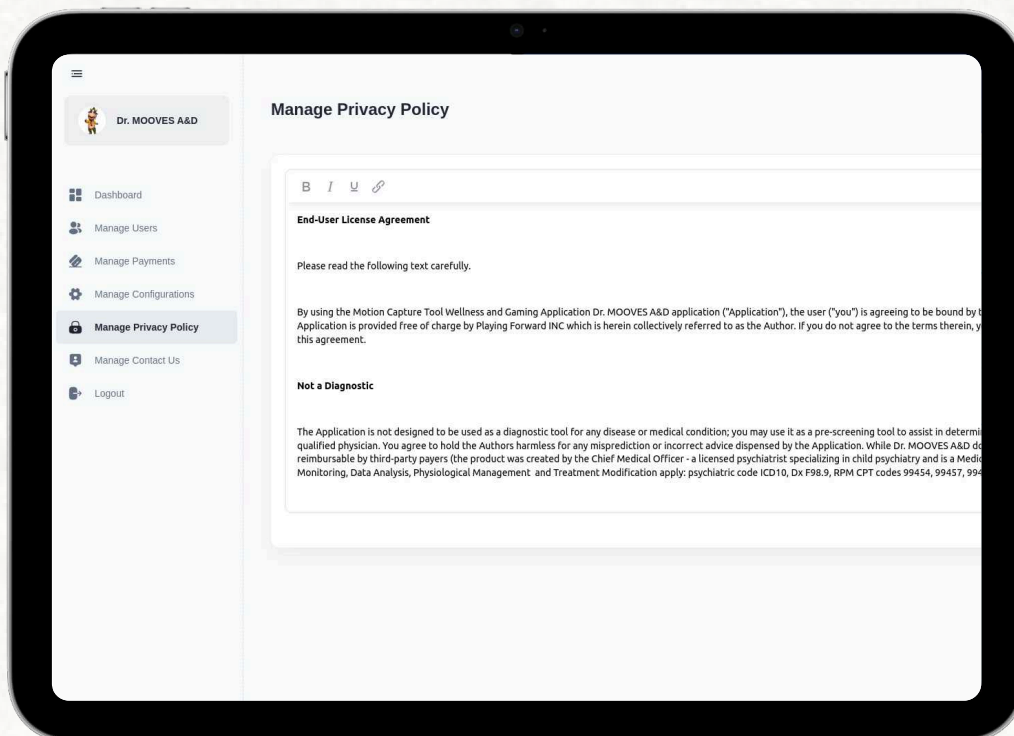 Dr. MOOVES A&D
Dashboard
Manage Users
Manage Payments
Manage Configurations
Manage Privacy Policy
Manage Contact Us
Logout
Manage Privacy Policy
B I U
End-User License Agreement
Please read the following text carefully.
By using the Motion Capture Tool Wellness and Gaming Application Dr. MOOVES A&D application ("Application"), the user ("you") is agreeing to be bound by
Application is provided free of charge by Playing Forward INC which is herein collectively referred to as the Author. If you do not agree to the terms therein,
this agreement.
Not a Diagnostic
The Application is not designed to be used as a diagnostic tool for any disease or medical condition; you may use it as a pre-screening tool to assist in
qualified physician. You agree to hold the Authors harmless for any misprediction or incorrect advice dispensed by the Application. While Dr. MOOVES A&D
reimbursable by third-party payers (the product was created by the Chief Medical Officer - a licensed psychiatrist specializing in child psychiatry and is a
Monitoring, Data Analysis, Physiological Management and Treatment Modification apply: psychiatric code ICD10, Dx F98.9, RPM CPT codes 99454, 99457,